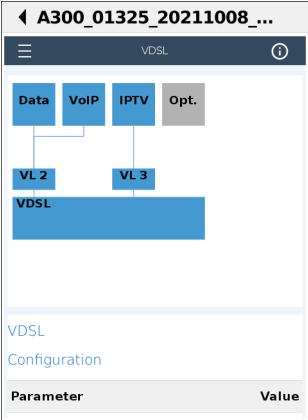 A300_01325_20211008_...
VDSL
Data VoIP IPTV Opt.
VL 2 VL 3
VDSL
VDSL
Configuration
Parameter Value